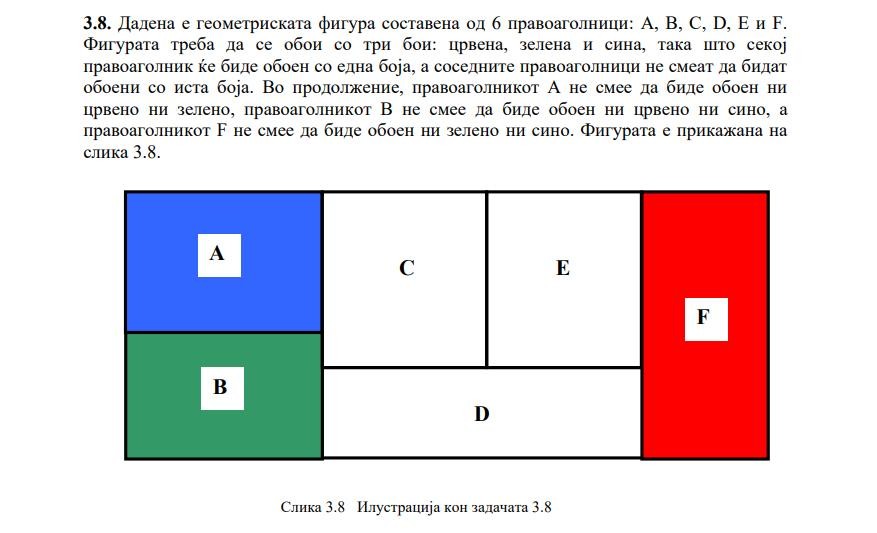 3.8. Дадена е геометриската фигура составена од 6 правоаголници: A, B, C, D, E и F.
Фигурата треба да се обои со три бои: црвена, зелена и сина, така што секој
правоаголник ќе биде обоен со една боја, а соседните правоаголници не смеат да бидат
обоени со иста боја. Во продолжение, правоаголникот A не смее да биде обоен ни
црвено ни зелено, правоаголникот B не смее да биде обоен ни црвено ни сино, а
правоаголникот F не смее да биде обоен ни зелено ни сино. Фигурата е прикажана на
слика 3.8.
A
C
E
F
B
D
Слика 3.8 Илустрација кон задачата 3.8